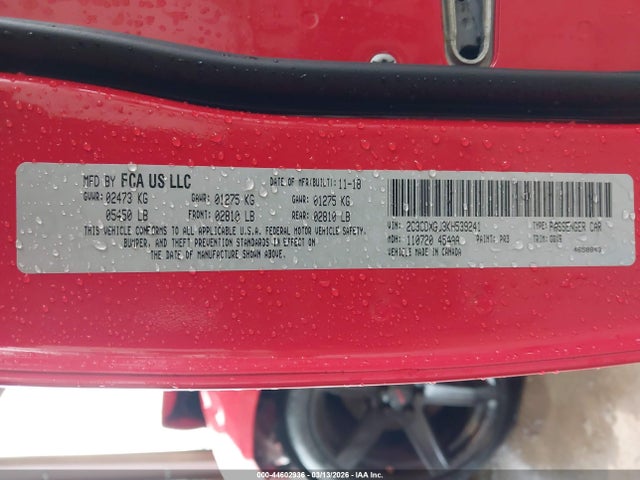 MFD BY FCA US LLC
DATE OF MFR(BUILT): 11-18
GVWR: 02473 KG
GAWR: 01275 KG
GAWR: 01275 KG
05450 LB
FRONT: 02810 LB
REAR: 02810 LB
THIS VEHICLE CONFORMS TO ALL APPLICABLE U.S.A. FEDERAL MOTOR VEHICLE SAFETY,
BUMPER, AND THEFT PREVENTION STANDARDS IN EFFECT ON
THE DATE OF MANUFACTURE SHOWN ABOVE.
VIN: 2C3CDXGJ3KH539241
TYPE: PASSENGER CAR
MDH: 110720 454AA
PAINT: PR3
TRIM:
VEHICLE MADE IN CANADA
4658843
000-44602936 - 03/13/2026 - IAA Inc.